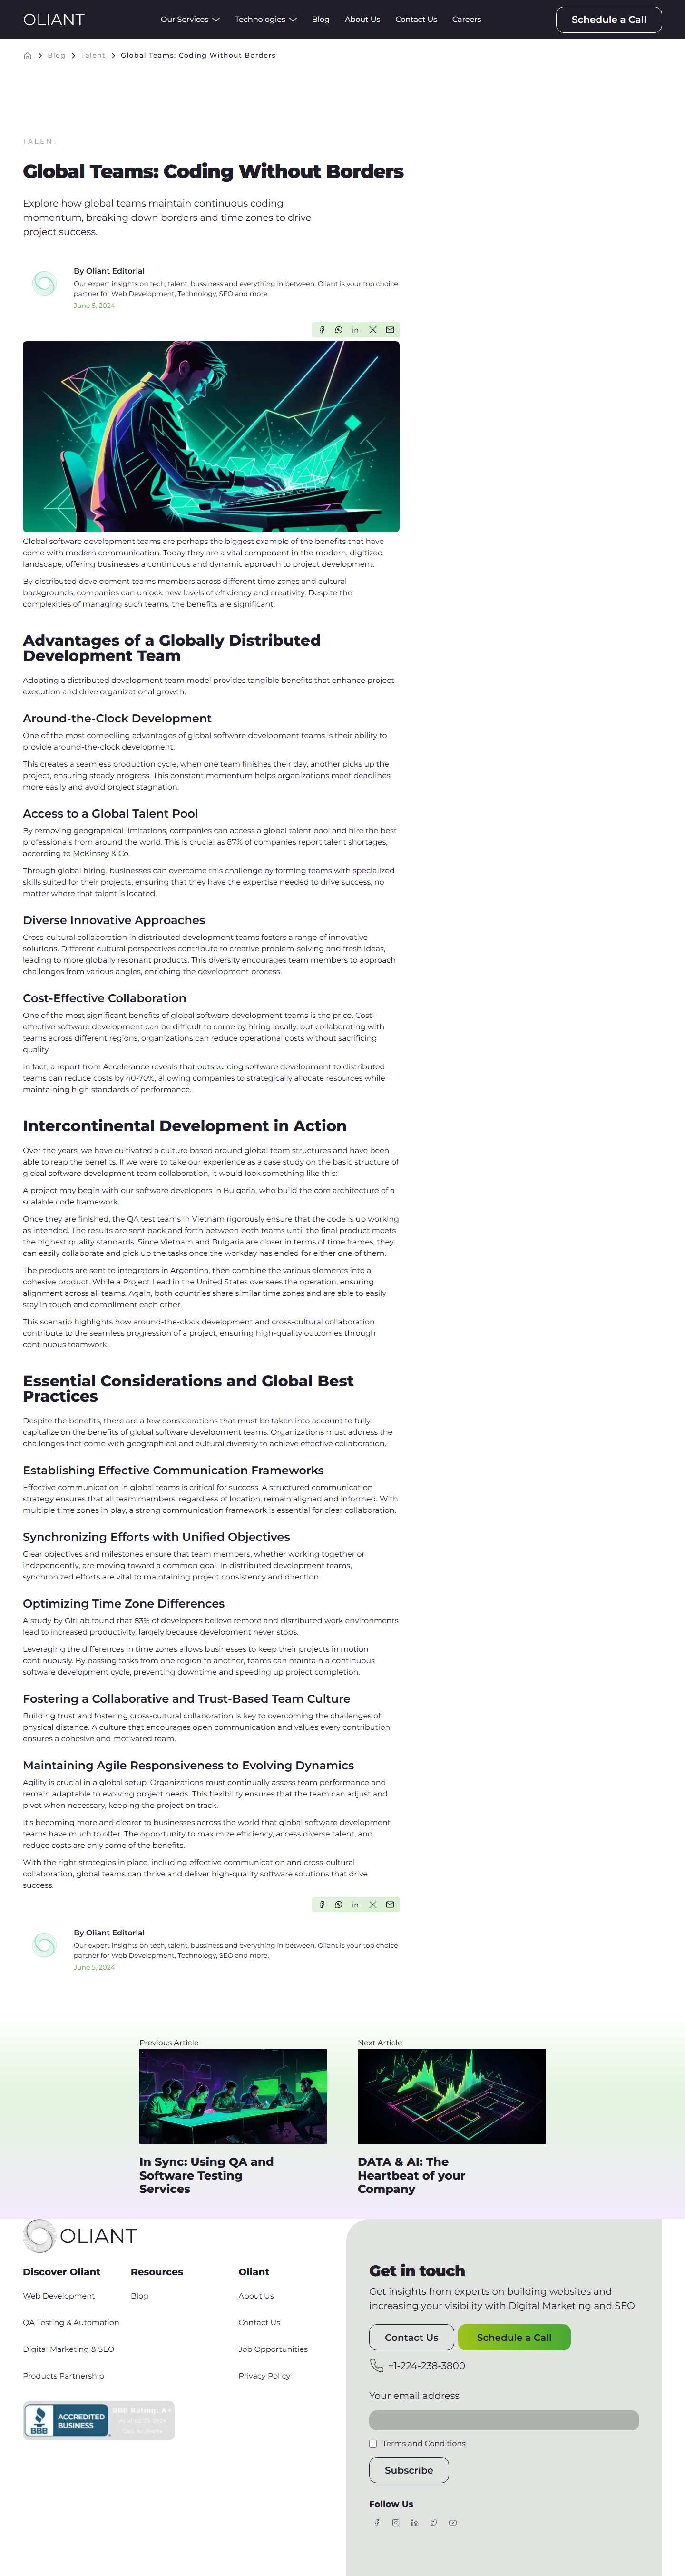 OLIANT
Our Services
Technologies
Blog
About Us
Contact Us
Careers
Schedule a Call
Blog
Talent
Global Teams: Coding Without Borders
TALENT
Global Teams: Coding Without Borders
Explore how global teams maintain continuous coding
momentum, breaking down borders and time zones to drive
project success.
By Oliant Editorial
Our expert insights on tech, talent, bussiness and everything in between. Oliant is your top choice
partner for Web Development, Technology, SEO and more.
June 5, 2024
Global software development teams are perhaps the biggest example of the benefits that have
come with modern communication. Today they are a vital component in the modern, digitized
landscape, offering businesses a continuous and dynamic approach to project development.
By distributed development teams members across different time zones and cultural
backgrounds, companies can unlock new levels of efficiency and creativity. Despite the
complexities of managing such teams, the benefits are significant.
Advantages of a Globally Distributed
Development Team
Adopting a distributed development team model provides tangible benefits that enhance project
execution and drive organizational growth.
Around-the-Clock Development
One of the most compelling advantages of global software development teams is their ability to
provide around-the-clock development.
This creates a seamless production cycle, when one team finishes their day, another picks up the
project, ensuring steady progress. This constant momentum helps organizations meet deadlines
more easily and avoid project stagnation.
Access to a Global Talent Pool
By removing geographical limitations, companies can access a global talent pool and hire the best
professionals from around the world. This is crucial as 87% of companies report talent shortages,
according to McKinsey & Co.
Through global hiring, businesses can overcome this challenge by forming teams with specialized
skills suited for their projects, ensuring that they have the expertise needed to drive success, no
matter where that talent is located.
Diverse Innovative Approaches
Cross-cultural collaboration in distributed development teams fosters a range of innovative
solutions. Different cultural perspectives contribute to creative problem-solving and fresh ideas,
leading to more globally resonant products. This diversity encourages team members to approach
challenges from various angles, enriching the development process.
Cost-Effective Collaboration
One of the most significant benefits of global software development teams is the price. Cost-
effective software development can be difficult to come by hiring locally, but collaborating with
teams across different regions, organizations can reduce operational costs without sacrificing
quality.
In fact, a report from Accelerance reveals that outsourcing software development to distributed
teams can reduce costs by 40-70%, allowing companies to strategically allocate resources while
maintaining high standards of performance.
Intercontinental Development in Action
Over the years, we have cultivated a culture based around global team structures and have been
able to reap the benefits. If we were to take our experience as a case study on the basic structure of
global software development team collaboration, it would look something like this:
A project may begin with our software developers in Bulgaria, who build the core architecture of a
scalable code framework.
Once they are finished, the QA test teams in Vietnam rigorously ensure that the code is up working
as intended. The results are sent back and forth between both teams until the final product meets
the highest quality standards. Since Vietnam and Bulgaria are closer in terms of time frames, they
can easily collaborate and pick up the tasks once the workday has ended for either one of them.
The products are sent to integrators in Argentina, then combine the various elements into a
cohesive product. While a Project Lead in the United States oversees the operation, ensuring
alignment across all teams. Again, both countries share similar time zones and are able to easily
stay in touch and compliment each other.
This scenario highlights how around-the-clock development and cross-cultural collaboration
contribute to the seamless progression of a project, ensuring high-quality outcomes through
continuous teamwork.
Essential Considerations and Global Best
Practices
Despite the benefits, there are a few considerations that must be taken into account to fully
capitalize on the benefits of global software development teams. Organizations must address the
challenges that come with geographical and cultural diversity to achieve effective collaboration.
Establishing Effective Communication Frameworks
Effective communication in global teams is critical for success. A structured communication
strategy ensures that all team members, regardless of location, remain aligned and informed. With
multiple time zones in play, a strong communication framework is essential for clear collaboration.
Synchronizing Efforts with Unified Objectives
Clear objectives and milestones ensure that team members, whether working together or
independently, are moving toward a common goal. In distributed development teams,
synchronized efforts are vital to maintaining project consistency and direction.
Optimizing Time Zone Differences
A study by GitLab found that 83% of developers believe remote and distributed work environments
lead to increased productivity, largely because development never stops.
Leveraging the differences in time zones allows businesses to keep their projects in motion
continuously. By passing tasks from one region to another, teams can maintain a continuous
software development cycle, preventing downtime and speeding up project completion.
Fostering a Collaborative and Trust-Based Team Culture
Building trust and fostering cross-cultural collaboration is key to overcoming the challenges of
physical distance. A culture that encourages open communication and values every contribution
ensures a cohesive and motivated team.
Maintaining Agile Responsiveness to Evolving Dynamics
Agility is crucial in a global setup. Organizations must continually assess team performance and
remain adaptable to evolving project needs. This flexibility ensures that the team can adjust and
pivot when necessary, keeping the project on track.
It's becoming more and clearer to businesses across the world that global software development
teams have much to offer. The opportunity to maximize efficiency, access diverse talent, and
reduce costs are only some of the benefits.
With the right strategies in place, including effective communication and cross-cultural
collaboration, global teams can thrive and deliver high-quality software solutions that drive
success.
By Oliant Editorial
Our expert insights on tech, talent, bussiness and everything in between. Oliant is your top choice
partner for Web Development, Technology, SEO and more.
June 5, 2024
Previous Article
In Sync: Using QA and
Software Testing
Services
Next Article
DATA & AI: The
Heartbeat of your
Company
OLIANT
Discover Oliant
Web Development
QA Testing & Automation
Digital Marketing & SEO
Products Partnership
Resources
Blog
Oliant
About Us
Contact Us
Job Opportunities
Privacy Policy
BBB
ACCREDITED
BUSINESS
BBB Rating: A+
Get in touch
Get insights from experts on building websites and
increasing your visibility with Digital Marketing and SEO
Contact Us
Schedule a Call
+1-224-238-3800
Your email address
Terms and Conditions
Subscribe
Follow Us